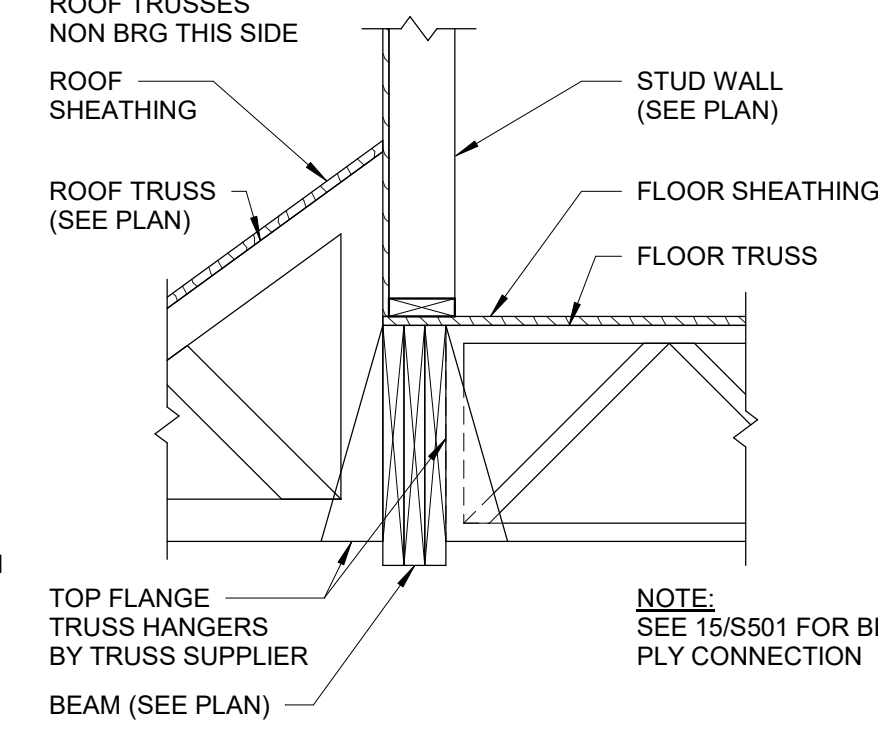 ROOF TRUSSES
NON BRG THIS SIDE
ROOF
SHEATHING
ROOF TRUSS
(SEE PLAN)
STUD WALL
(SEE PLAN)
FLOOR SHEATHING
FLOOR TRUSS
TOP FLANGE
TRUSS HANGERS
BY TRUSS SUPPLIER
BEAM (SEE PLAN)
NOTE:
SEE 15/S501 FOR
PLY CONNECTION